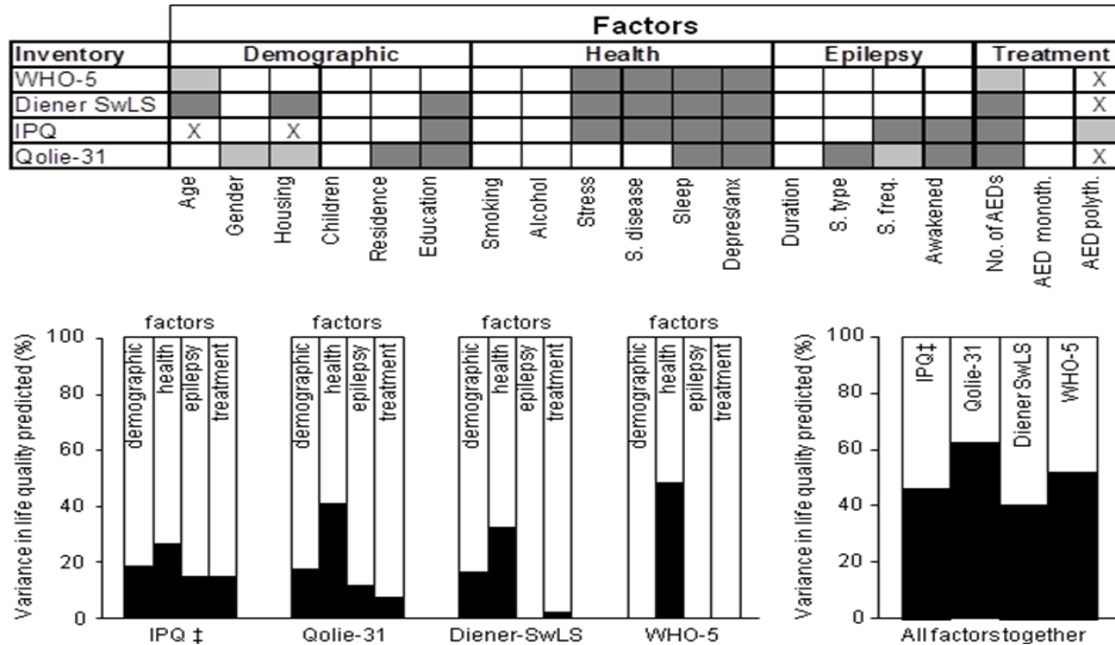 Factors
Inventory Demographic Health Epilepsy Treatment
WHO-5 X
Diener SwLS X
IPQ X X
Qolie-31 X
Age Gender Housing Children Residence Education Smoking Alcohol Stress S. disease Sleep Depres/anx Duration S. type S. freq. Awakened No. of AEDs AED monoth. AED polyth.
factors factors factors factors
Variance in life quality predicted (%)
100
80
60
40
20
0
demographic health epilepsy treatment
demographic health epilepsy treatment
demographic health epilepsy treatment
demographic health epilepsy treatment
IPQ ‡ Qolie-31 Diener-SwLS WHO-5
Variance in life quality predicted (%)
100
80
60
40
20
0
IPQ‡ Qolie-31 Diener SwLS WHO-5
All factors together